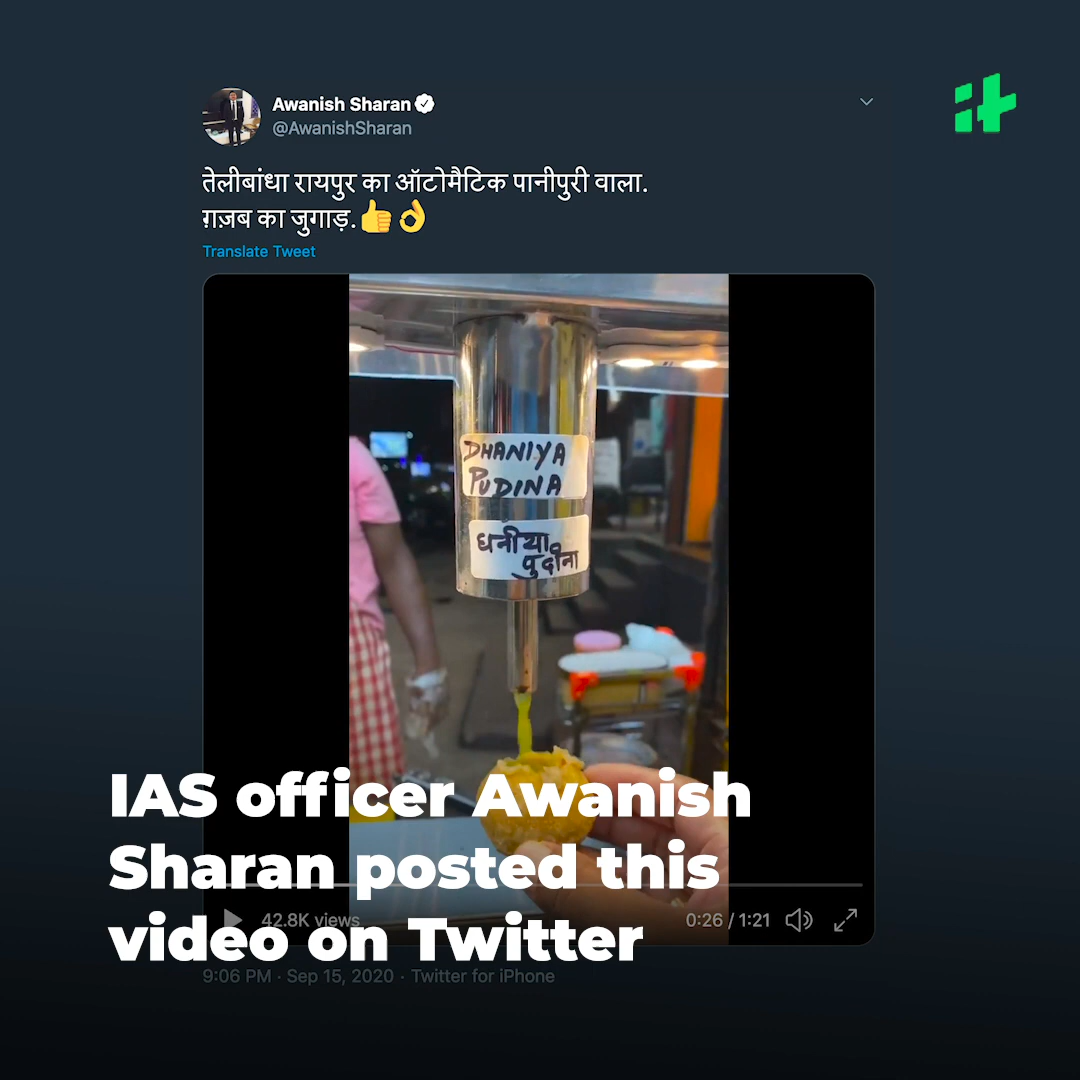 Awanish Sharan
@AwanishSharan
तेलीबांधा रायपुर का ऑटोमैटिक पानीपुरी वाला.
ग़ज़ब का जुगाड़.👍👌
Translate Tweet
DHANIYA
PUDINA
धनीया
पुदीना
IAS officer Awanish
Sharan posted this
video on Twitter
42.8K views
0:26 / 1:21
9:06 PM · Sep 15, 2020 · Twitter for iPhone